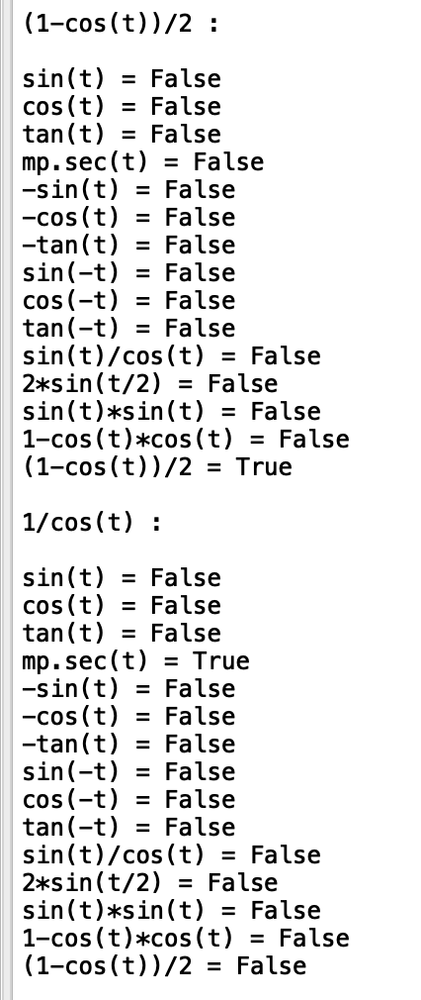 (1-cos(t))/2 :
sin(t) = False
cos(t) = False
tan(t) = False
mp.sec(t) = False
-sin(t) = False
-cos(t) = False
-tan(t) = False
sin(-t) = False
cos(-t) = False
tan(-t) = False
sin(t)/cos(t) = False
2*sin(t/2) = False
sin(t)*sin(t) = False
1-cos(t)*cos(t) = False
(1-cos(t))/2 = True
1/cos(t) :
sin(t) = False
cos(t) = False
tan(t) = False
mp.sec(t) = True
-sin(t) = False
-cos(t) = False
-tan(t) = False
sin(-t) = False
cos(-t) = False
tan(-t) = False
sin(t)/cos(t) = False
2*sin(t/2) = False
sin(t)*sin(t) = False
1-cos(t)*cos(t) = False
(1-cos(t))/2 = False